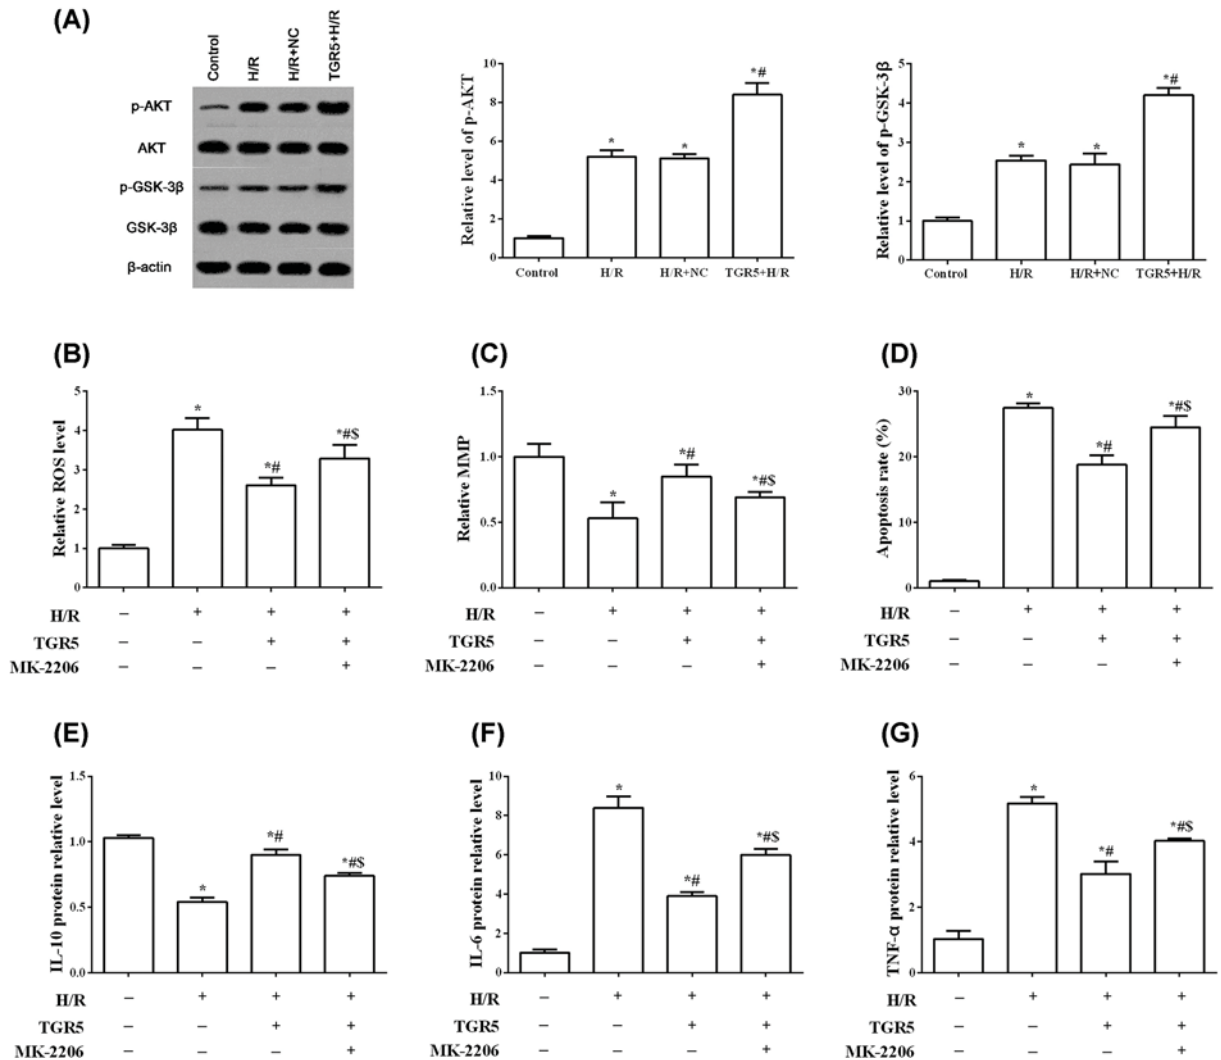 (A)
Control
H/R
H/R+NC
TGR5+H/R
p-AKT
AKT
p-GSK-3β
GSK-3β
β-actin
Relative level of p-AKT
10
8
6
4
2
0
*
*
*#
Control H/R H/R+NC TGR5+H/R
Relative level of p-GSK-3β
5
4
3
2
1
0
*
*
*#
Control H/R H/R+NC TGR5+H/R
(B)
Relative ROS level
5
4
3
2
1
0
*
*#
*#$
H/R – + + +
TGR5 – – + +
MK-2206 – – – +
(C)
Relative MMP
1.5
1.0
0.5
0.0
*
*#
*#$
H/R – + + +
TGR5 – – + +
MK-2206 – – – +
(D)
Apoptosis rate (%)
30
20
10
0
*
*#
*#$
H/R – + + +
TGR5 – – + +
MK-2206 – – – +
(E)
IL-10 protein relative level
1.5
1.0
0.5
0.0
*
*#
*#$
H/R – + + +
TGR5 – – + +
MK-2206 – – – +
(F)
IL-6 protein relative level
10
8
6
4
2
0
*
*#
*#$
H/R – + + +
TGR5 – – + +
MK-2206 – – – +
(G)
TNF-α protein relative level
6
4
2
0
*
*#
*#$
H/R – + + +
TGR5 – – + +
MK-2206 – – – +